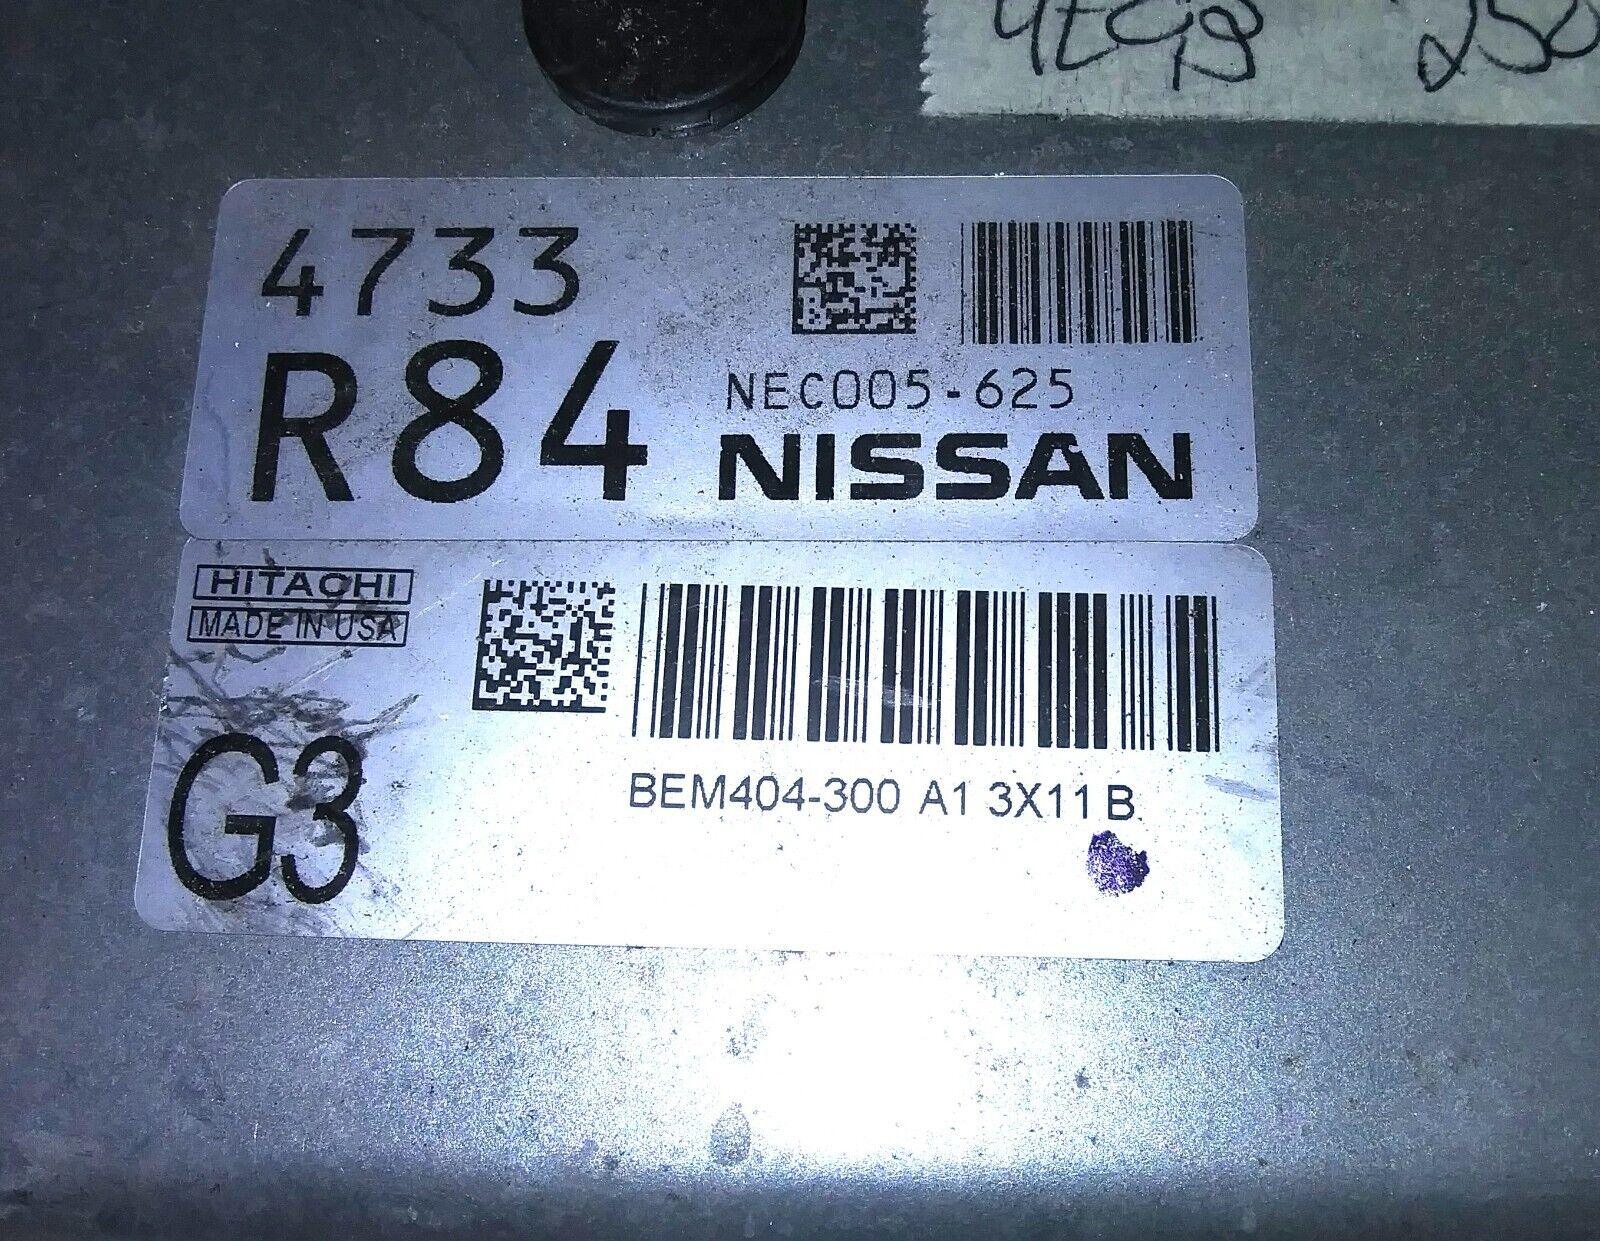 4733
R84
NEC005-625
NISSAN
HITACHI
MADE IN USA
G3
BEM404-300 A1 3X11 B